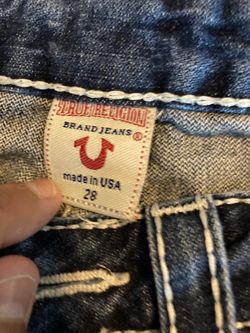 TRUE RELIGION
BRAND JEANS ®
made in USA
28